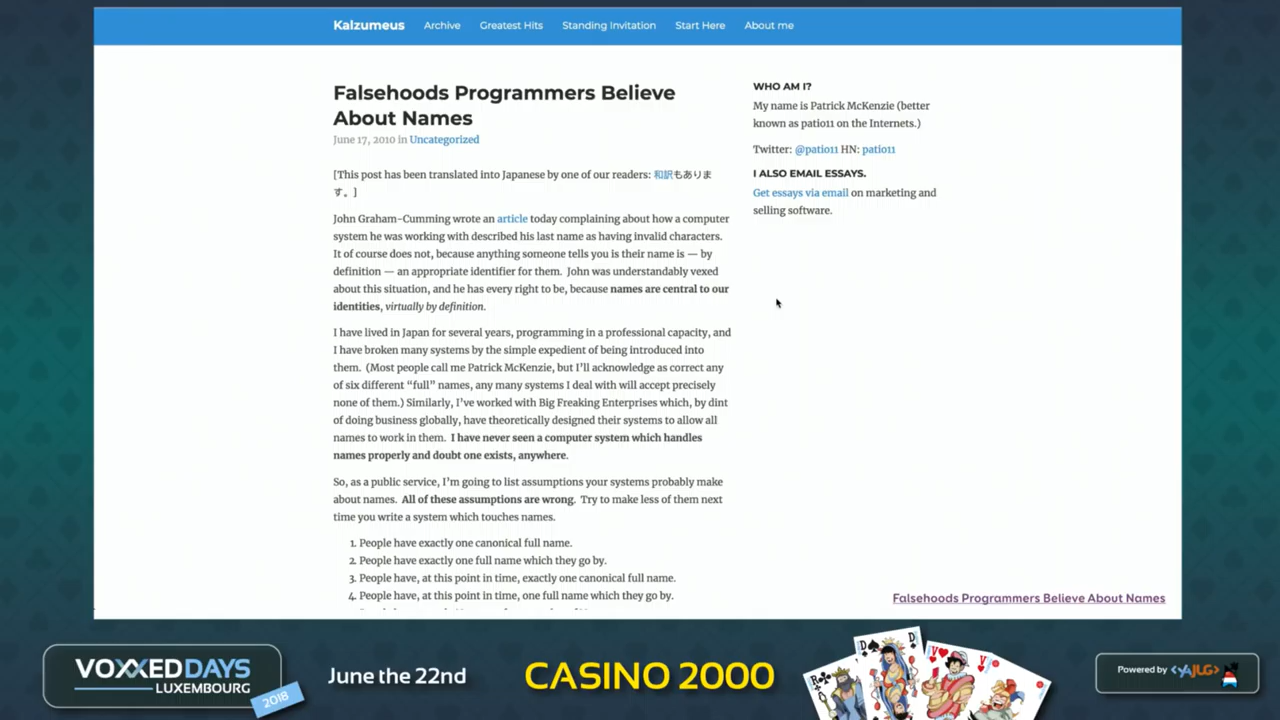 Kalzumeus
Archive
Greatest Hits
Standing Invitation
Start Here
About me
Falsehoods Programmers Believe
About Names
June 17, 2010 in Uncategorized
[This post has been translated into Japanese by one of our readers: 和訳もありま
す。]
John Graham-Cumming wrote an article today complaining about how a computer
system he was working with described his last name as having invalid characters.
It of course does not, because anything someone tells you is their name is — by
definition — an appropriate identifier for them. John was understandably vexed
about this situation, and he has every right to be, because names are central to our
identities, virtually by definition.
I have lived in Japan for several years, programming in a professional capacity, and
I have broken many systems by the simple expedient of being introduced into
them. (Most people call me Patrick McKenzie, but I’ll acknowledge as correct any
of six different “full” names, any many systems I deal with will accept precisely
none of them.) Similarly, I’ve worked with Big Freaking Enterprises which, by dint
of doing business globally, have theoretically designed their systems to allow all
names to work in them. I have never seen a computer system which handles
names properly and doubt one exists, anywhere.
So, as a public service, I’m going to list assumptions your systems probably make
about names. All of these assumptions are wrong. Try to make less of them next
time you write a system which touches names.
1. People have exactly one canonical full name.
2. People have exactly one full name which they go by.
3. People have, at this point in time, exactly one canonical full name.
4. People have, at this point in time, one full name which they go by.
WHO AM I?
My name is Patrick McKenzie (better
known as patio11 on the Internets.)
Twitter: @patio11 HN: patio11
I ALSO EMAIL ESSAYS.
Get essays via email on marketing and
selling software.
Falsehoods Programmers Believe About Names
VOXXED DAYS
LUXEMBOURG
2018
June the 22nd
CASINO 2000
D
D
R
V
V
Powered by <YAJUG>